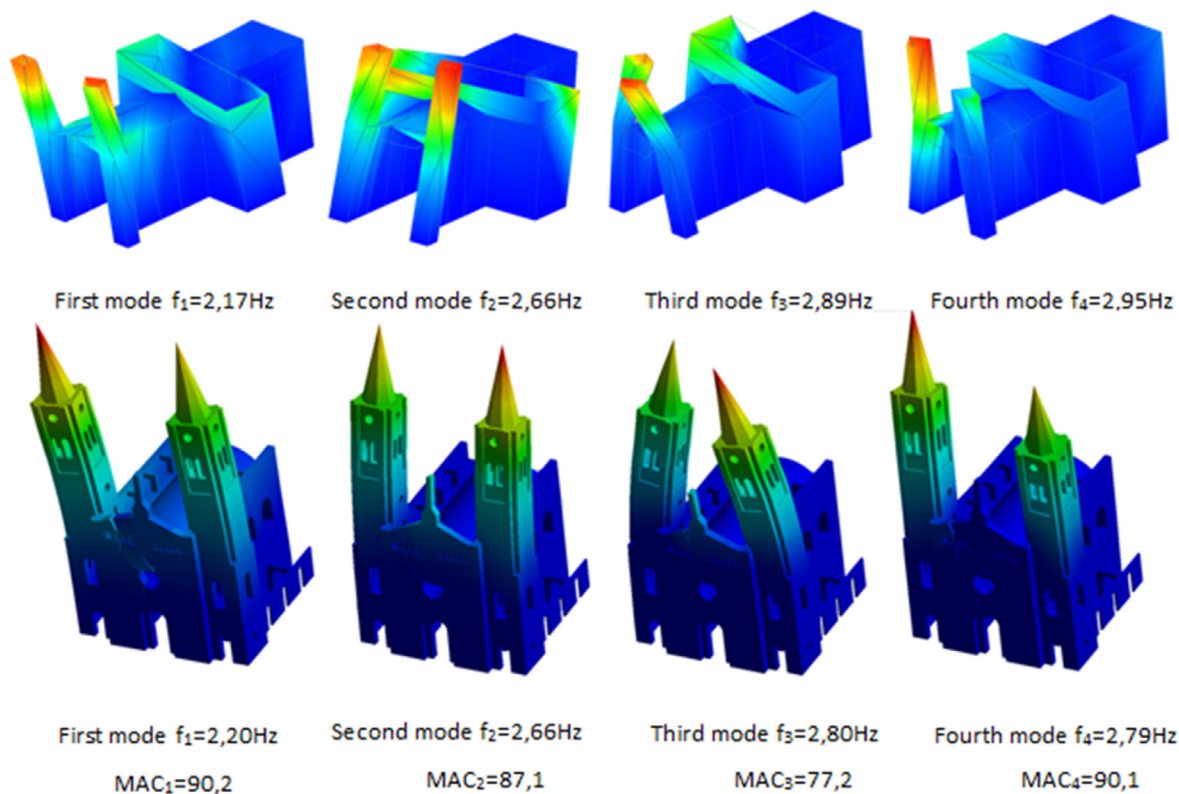 First mode f₁=2,17Hz
Second mode f₂=2,66Hz
Third mode f₃=2,89Hz
Fourth mode f₄=2,95Hz
First mode f₁=2,20Hz
Second mode f₂=2,66Hz
Third mode f₃=2,80Hz
Fourth mode f₄=2,79Hz
MAC₁=90,2
MAC₂=87,1
MAC₃=77,2
MAC₄=90,1